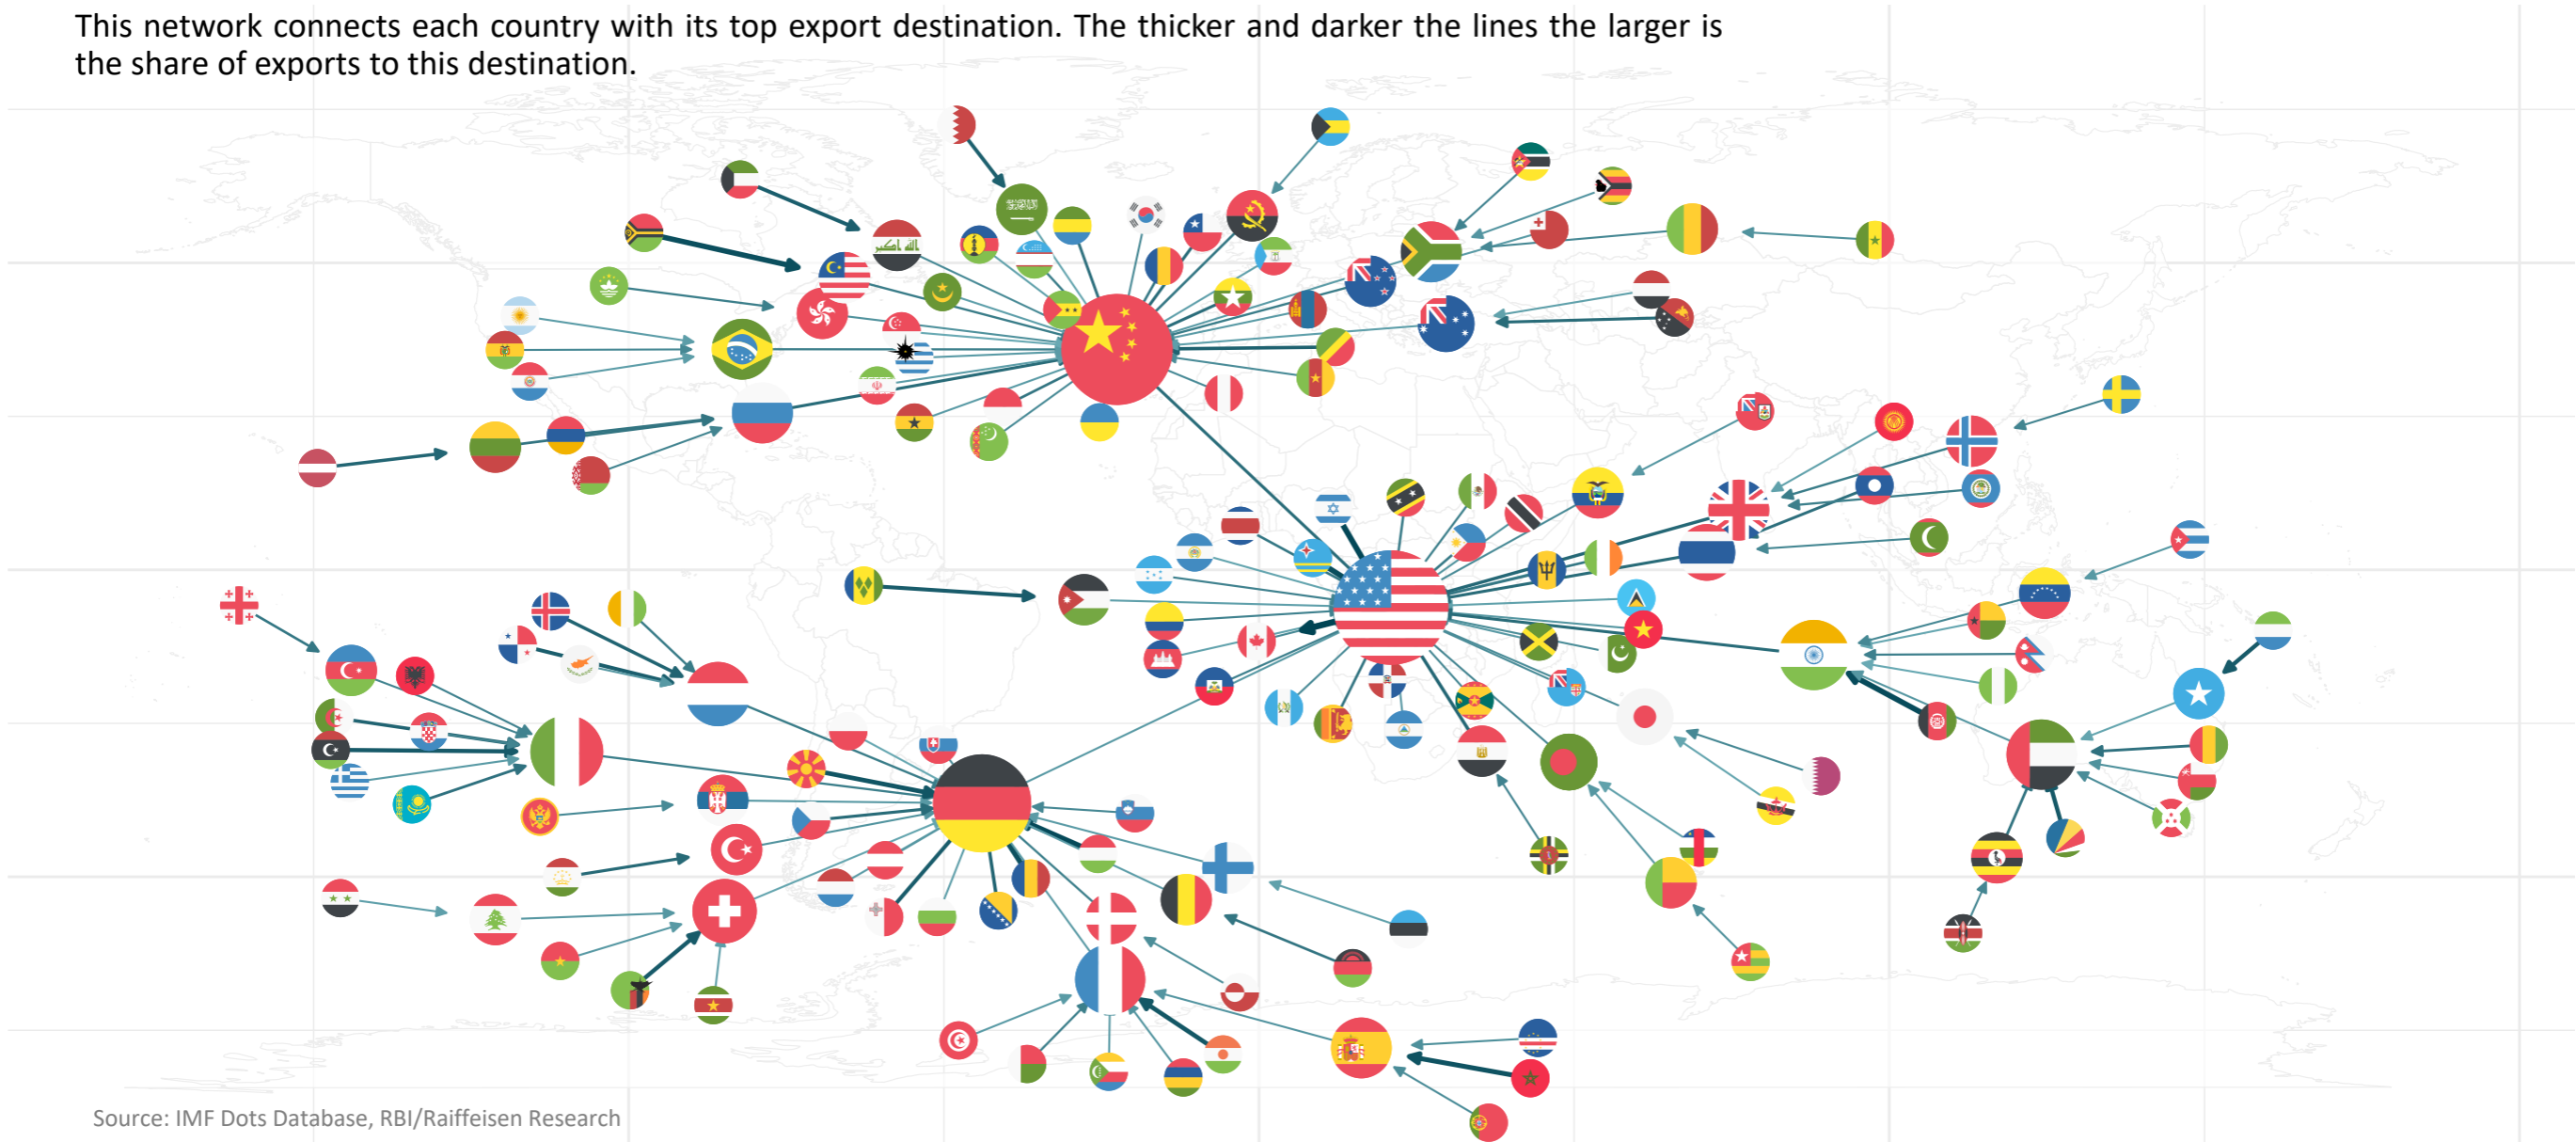 This network connects each country with its top export destination. The thicker and darker the lines the larger is
the share of exports to this destination.
Source: IMF Dots Database, RBI/Raiffeisen Research